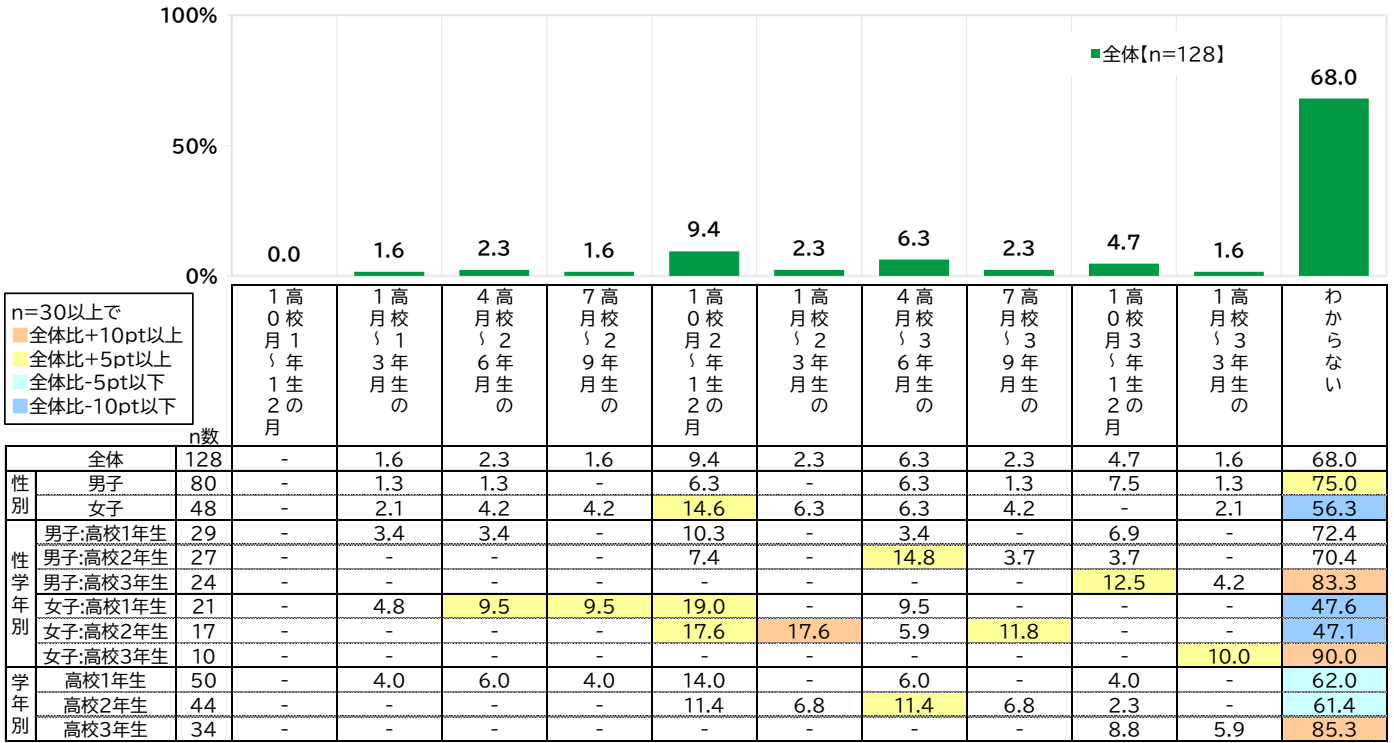 100%
50%
0%
■全体【n=128】
0.0 1.6 2.3 1.6 9.4 2.3 6.3 2.3 4.7 1.6 68.0
n=30以上で
全体比+10pt以上
全体比+5pt以上
全体比-5pt以下
全体比-10pt以下
n数
高校1年生の
10月~12月
高校1年生の
1月~3月
高校2年生の
4月~6月
高校2年生の
7月~9月
高校2年生の
10月~12月
高校2年生の
1月~3月
高校3年生の
4月~6月
高校3年生の
7月~9月
高校3年生の
10月~12月
高校3年生の
1月~3月
わからない
全体 128 - 1.6 2.3 1.6 9.4 2.3 6.3 2.3 4.7 1.6 68.0
性別
男子 80 - 1.3 1.3 - 6.3 - 6.3 1.3 7.5 1.3 75.0
女子 48 - 2.1 4.2 4.2 14.6 6.3 6.3 4.2 - 2.1 56.3
性学年別
男子:高校1年生 29 - 3.4 3.4 - 10.3 - 3.4 - 6.9 - 72.4
男子:高校2年生 27 - - - - 7.4 - 14.8 3.7 3.7 - 70.4
男子:高校3年生 24 - - - - - - - - 12.5 4.2 83.3
女子:高校1年生 21 - 4.8 9.5 9.5 19.0 - 9.5 - - - 47.6
女子:高校2年生 17 - - - - 17.6 17.6 5.9 11.8 - - 47.1
女子:高校3年生 10 - - - - - - - - - 10.0 90.0
学年別
高校1年生 50 - 4.0 6.0 4.0 14.0 - 6.0 - 4.0 - 62.0
高校2年生 44 - - - - 11.4 6.8 11.4 6.8 2.3 - 61.4
高校3年生 34 - - - - - - - - 8.8 5.9 85.3